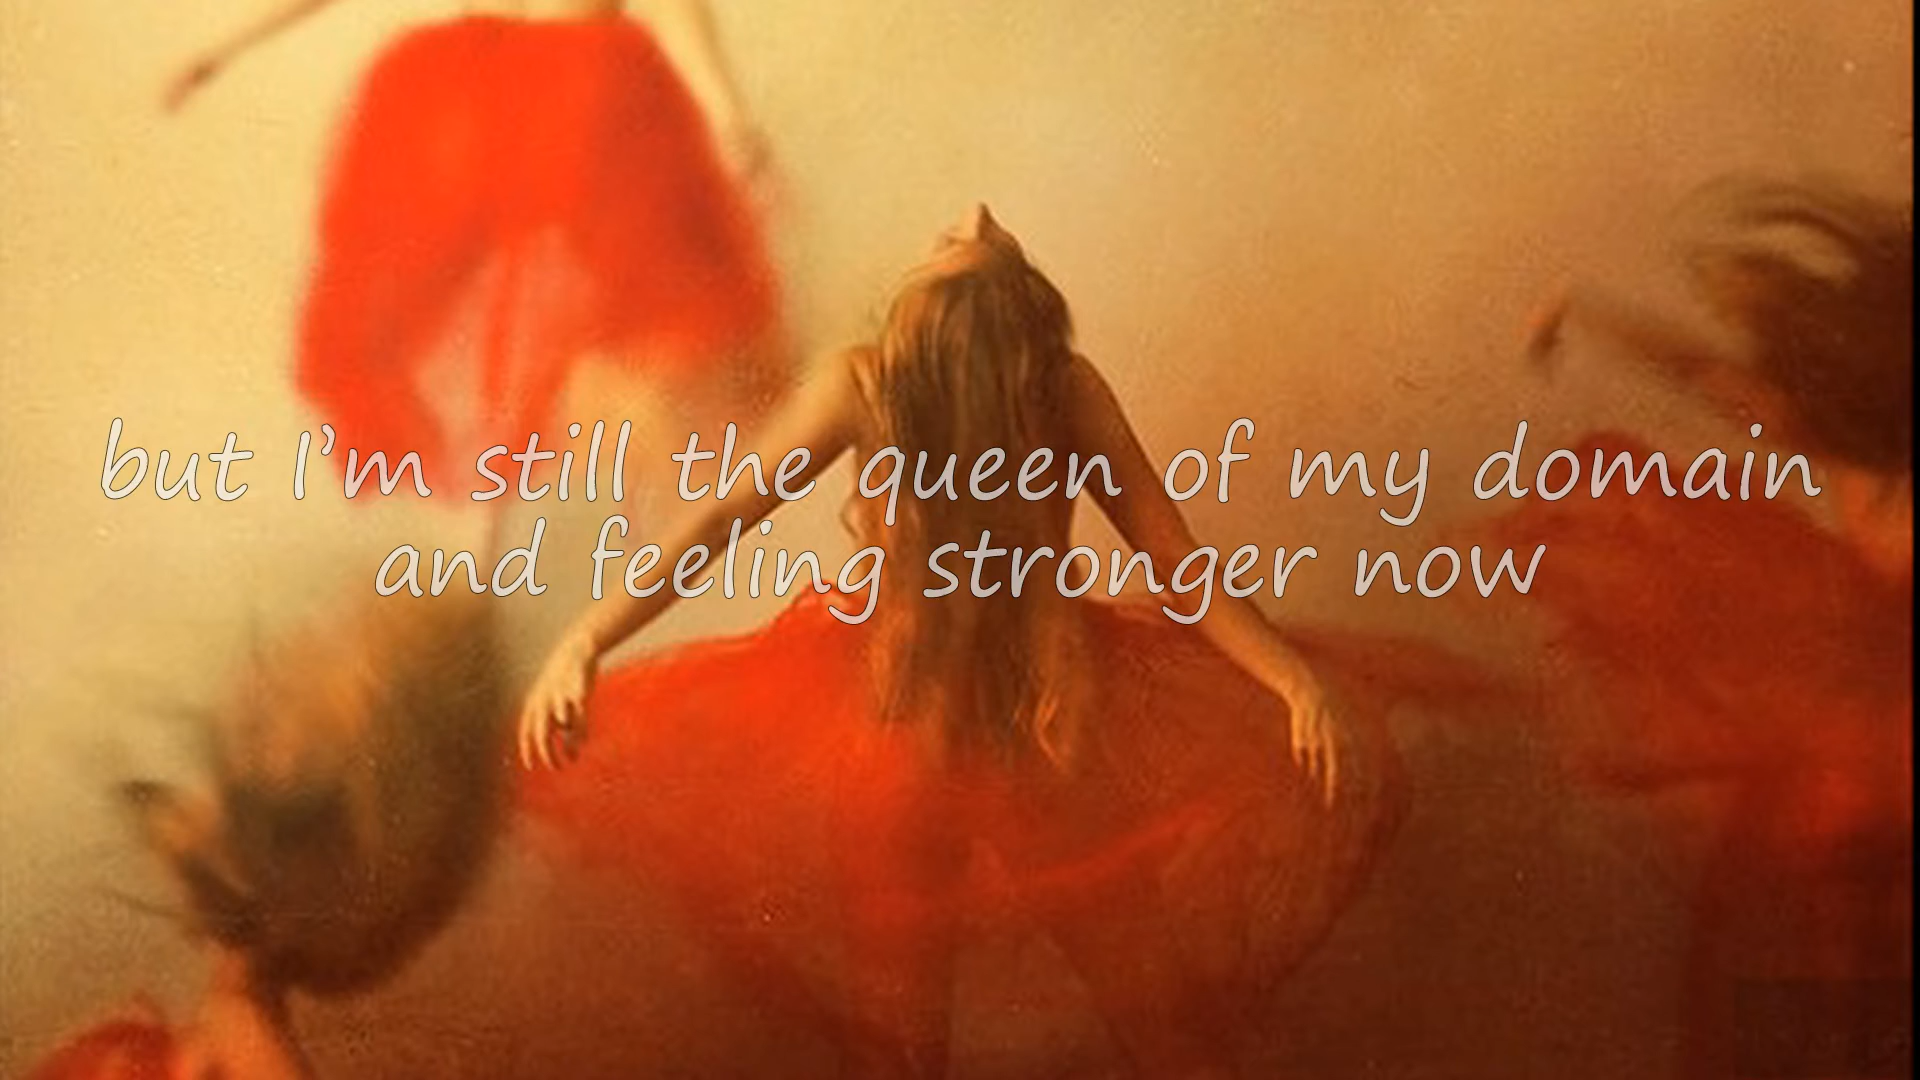 but I’m still the queen of my domain
and feeling stronger now